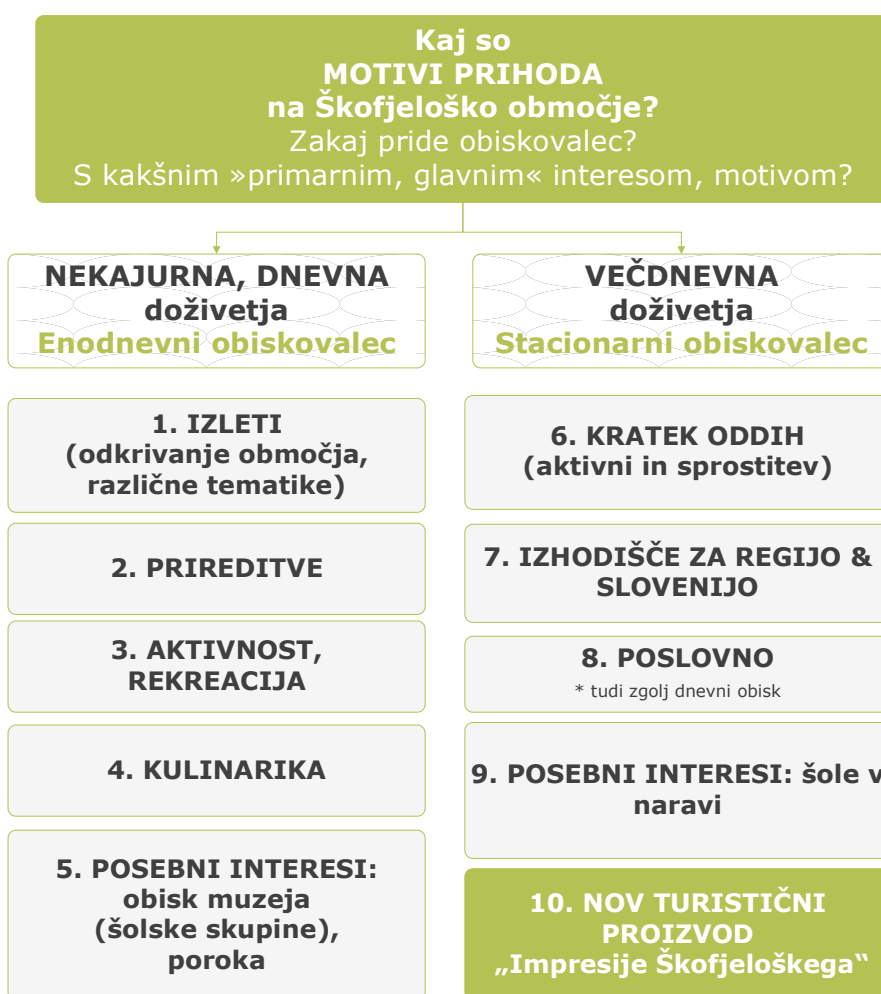 Kaj so
MOTIVI PRIHODA
na Škofjeloško območje?
Zakaj pride obiskovalec?
S kakšnim »primarnim, glavnim« interesom, motivom?
NEKAJURNA, DNEVNA
doživetja
Enodnevni obiskovalec
VEČDNEVNA
doživetja
Stacionarni obiskovalec
1. IZLETI
(odkrivanje območja,
različne tematike)
2. PRIREDITVE
3. AKTIVNOST,
REKREACIJA
4. KULINARIKA
5. POSEBNI INTERESI:
obisk muzeja
(šolske skupine),
poroka
6. KRATEK ODDIH
(aktivni in sprostitev)
7. IZHODIŠČE ZA REGIJO &
SLOVENIJO
8. POSLOVNO
* tudi zgolj dnevni obisk
9. POSEBNI INTERESI: šole v
naravi
10. NOV TURISTIČNI
PROIZVOD
„Impresije Škofjeloškega“